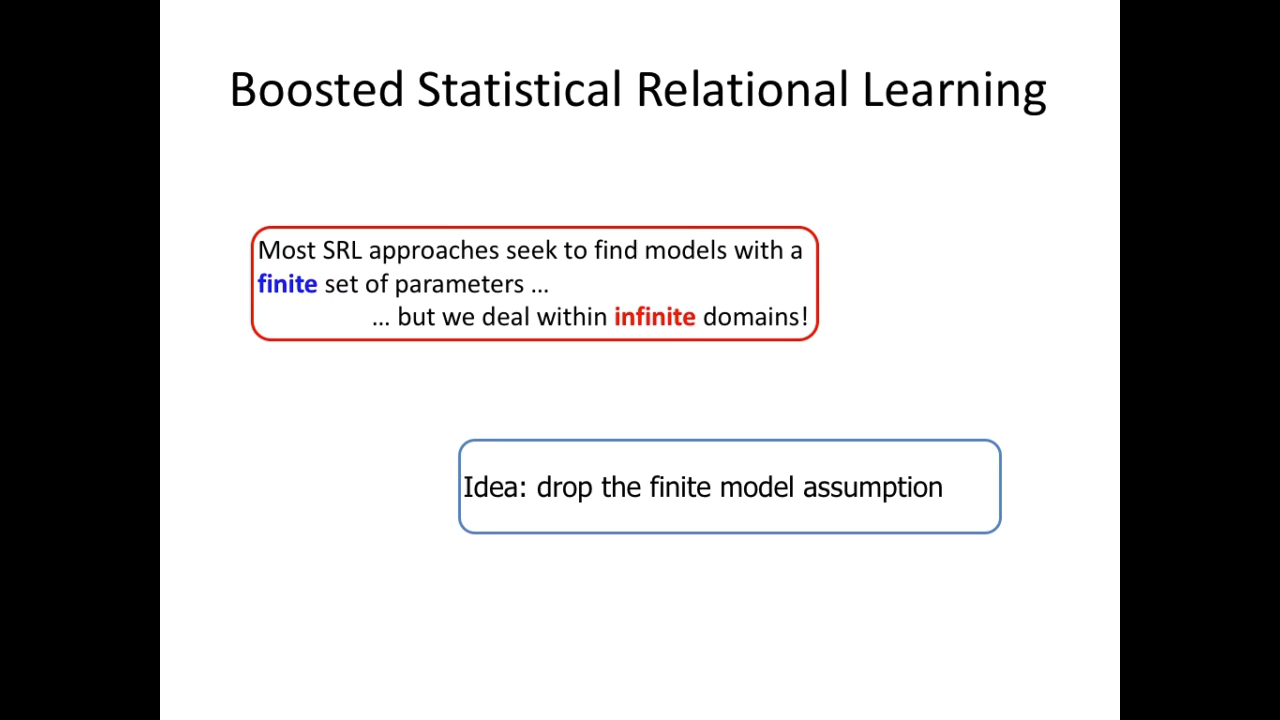 Boosted Statistical Relational Learning
Most SRL approaches seek to find models with a
finite set of parameters ...
... but we deal within infinite domains!
Idea: drop the finite model assumption